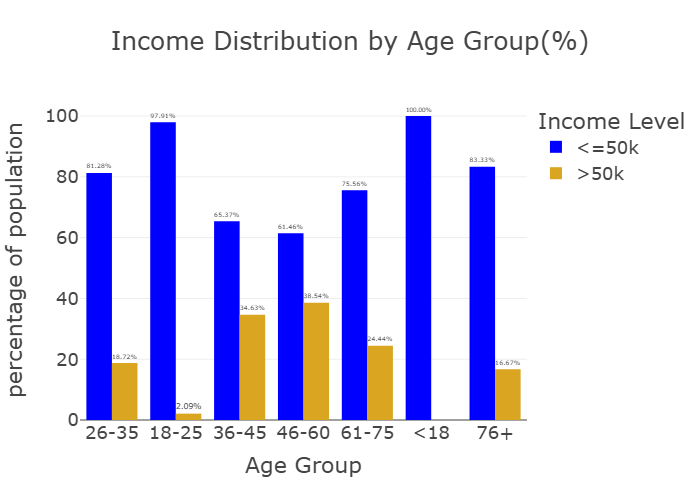 Income Distribution by Age Group(%)
percentage of population
100
80
60
40
20
0
81.28%
18.72%
97.91%
2.09%
65.37%
34.63%
61.46%
38.54%
75.56%
24.44%
100.00%
83.33%
16.67%
26-35 18-25 36-45 46-60 61-75 <18 76+
Age Group
Income Level
<=50k
>50k